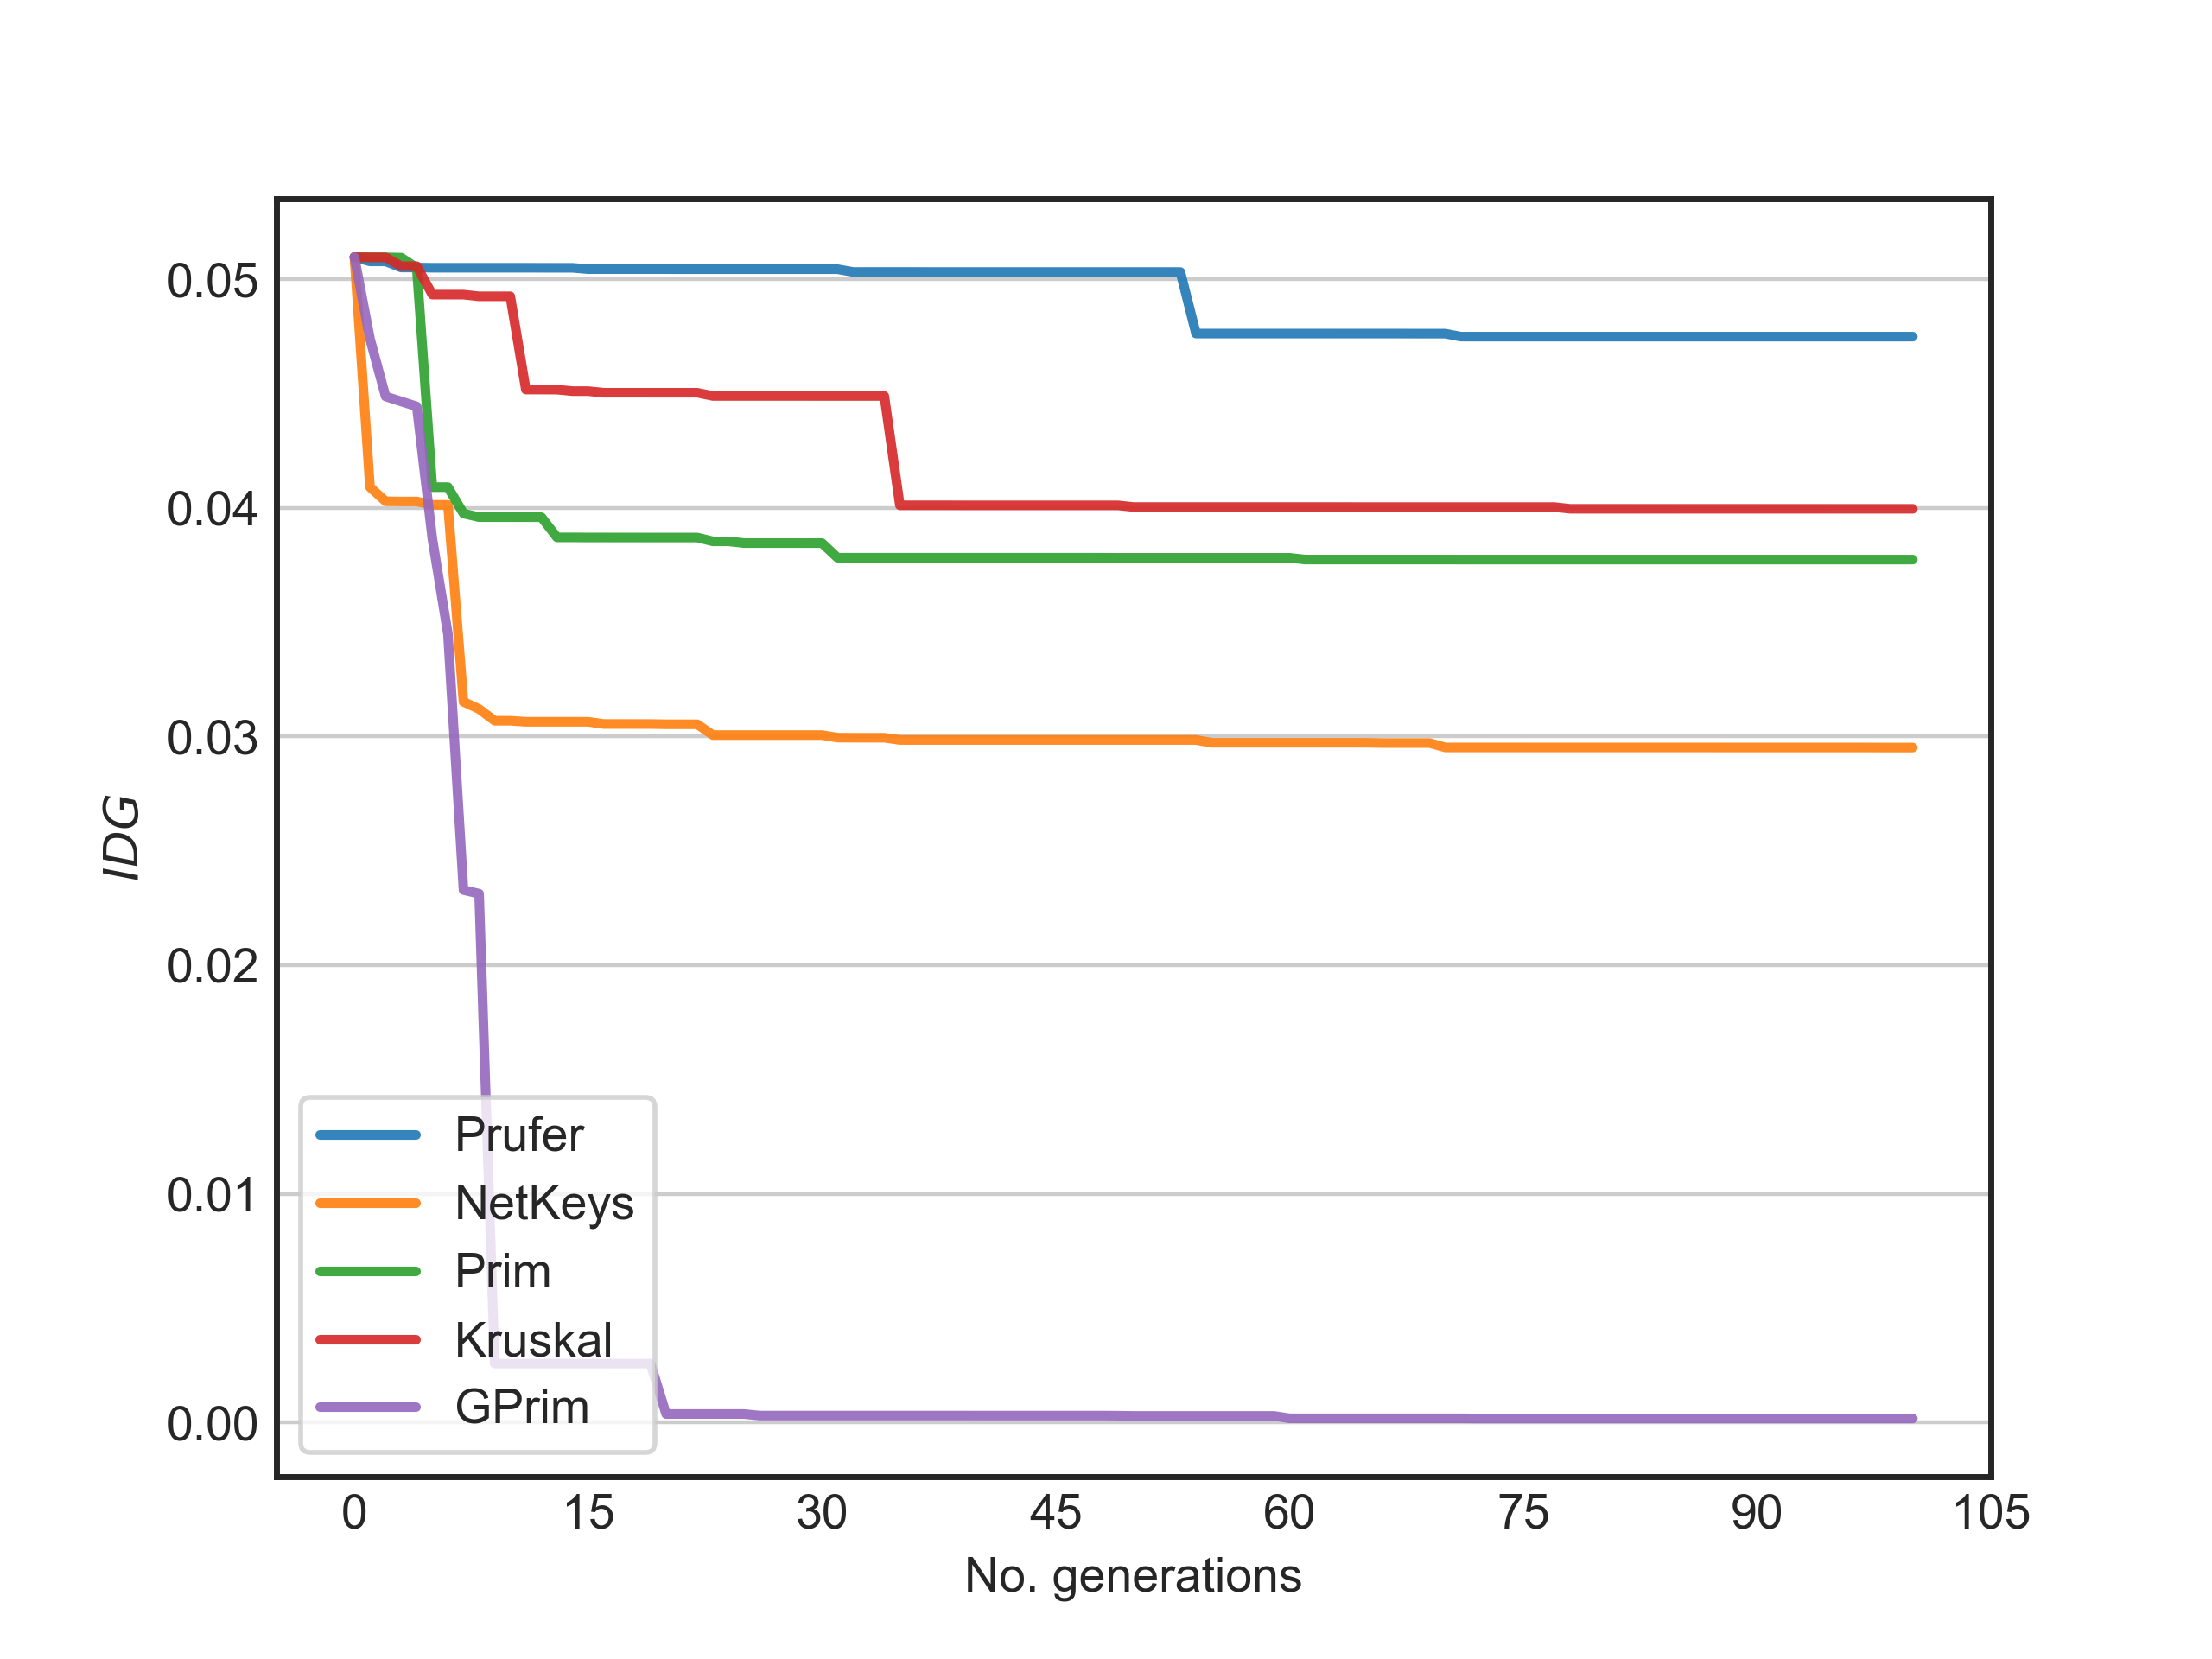 0.05
0.04
0.03
0.02
0.01
0.00
IDG
Prufer
NetKeys
Prim
Kruskal
GPrim
0 15 30 45 60 75 90 105
No. generations